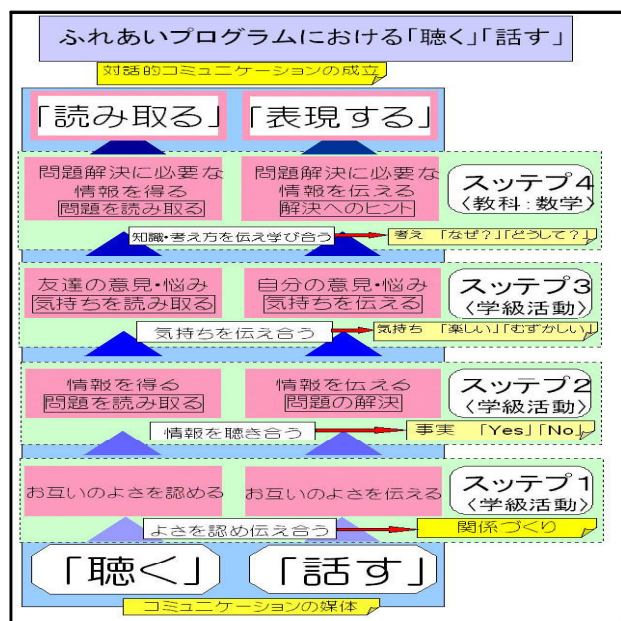 ふれあいプログラムにおける「聴く」「話す」
対話的コミュニケーションの成立
「読み取る」 「表現する」
問題解決に必要な 問題解決に必要な
情報を得る 情報を伝える
問題を読み取る 解決へのヒント
スッテプ4
〈教科:数学〉
知識・考え方を伝え学び合う
考え 「なぜ?」「どうして?」
友達の意見・悩み 自分の意見・悩み
気持ちを読み取る 気持ちを伝える
スッテプ3
〈学級活動〉
気持ちを伝え合う
気持ち 「楽しい」「むずかしい」
情報を得る 情報を伝える
問題を読み取る 問題の解決
スッテプ2
〈学級活動〉
情報を聴き合う
事実 「Yes」「No」
お互いのよさを認める お互いのよさを伝える
スッテプ1
〈学級活動〉
よさを認め伝え合う
関係づくり
「聴く」 「話す」
コミュニケーションの媒体